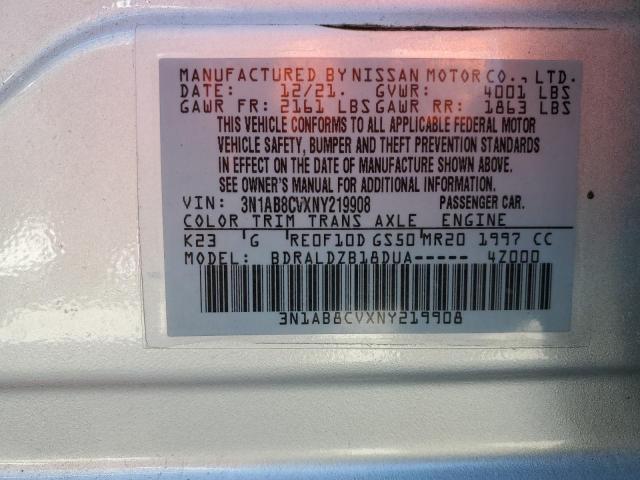 MANUFACTURED BY NISSAN MOTOR CO., LTD.
DATE: 12/21. GVWR: 4001 LBS
GAWR FR: 2161 LBS GAWR RR: 1863 LBS
THIS VEHICLE CONFORMS TO ALL APPLICABLE FEDERAL MOTOR
VEHICLE SAFETY, BUMPER AND THEFT PREVENTION STANDARDS
IN EFFECT ON THE DATE OF MANUFACTURE SHOWN ABOVE.
SEE OWNER'S MANUAL FOR ADDITIONAL INFORMATION.
VIN: 3N1AB8CVXNY219908 PASSENGER CAR.
COLOR TRIM TRANS AXLE ENGINE
K23 G RE0F10D GS50 MR20 1997 CC
MODEL: BDRALDZB18DUA----- 4Z000
3N1AB8CVXNY219908